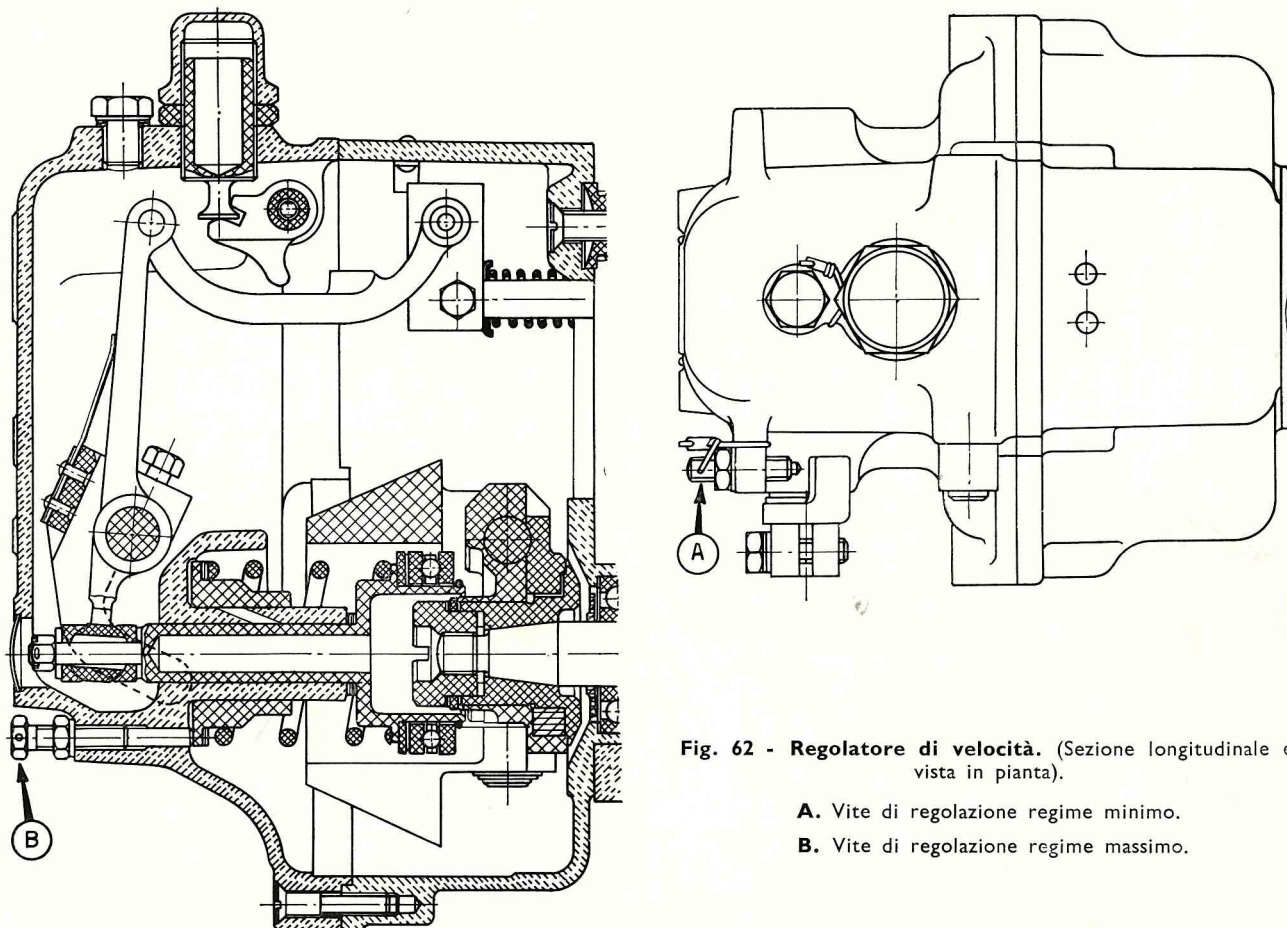 A
B
Fig. 62 - Regolatore di velocità. (Sezione longitudinale e
vista in pianta).
A. Vite di regolazione regime minimo.
B. Vite di regolazione regime massimo.